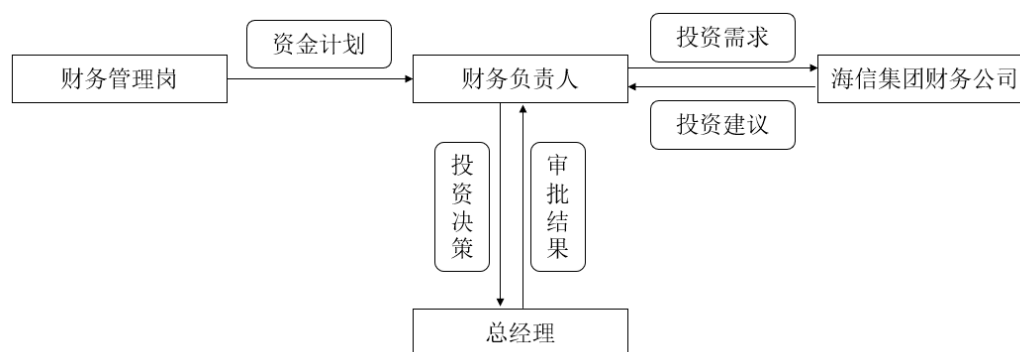 资金计划
投资需求
财务管理岗
财务负责人
海信集团财务公司
投资建议
投资决策
审批结果
总经理